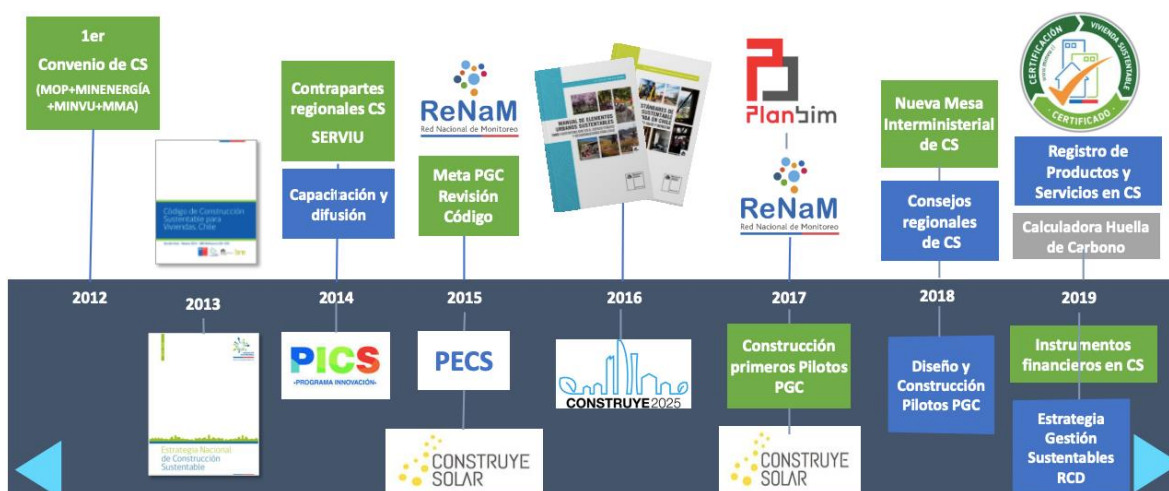 1er
Convenio de CS
(MOP+MINENERGÍA
+MINVU+MMA)
2012
Código de Construcción
Sustentable para
Viviendas, Chile
2013
Estrategia Nacional
de Construcción
Sustentable
Contrapartes
regionales CS
SERVIU
Capacitación y
difusión
2014
PICS
•PROGRAMA INNOVACIÓN•
ReNaM
Red Nacional de Monitoreo
Meta PGC
Revisión
Código
2015
PECS
CONSTRUYE
SOLAR
MANUAL DE ELEMENTOS
URBANOS SUSTENTABLES
2016
CONSTRUYE2025
Planbim
ReNaM
Red Nacional de Monitoreo
2017
Construcción
primeros Pilotos
PGC
CONSTRUYE
SOLAR
Nueva Mesa
Interministerial
de CS
Consejos
regionales
de CS
2018
Diseño y
Construcción
Pilotos PGC
CERTIFICACIÓN
VIVIENDA SUSTENTABLE
CERTIFICADO
Registro de
Productos y
Servicios en CS
Calculadora Huella
de Carbono
2019
Instrumentos
financieros en CS
Estrategia
Gestión
Sustentables
RCD